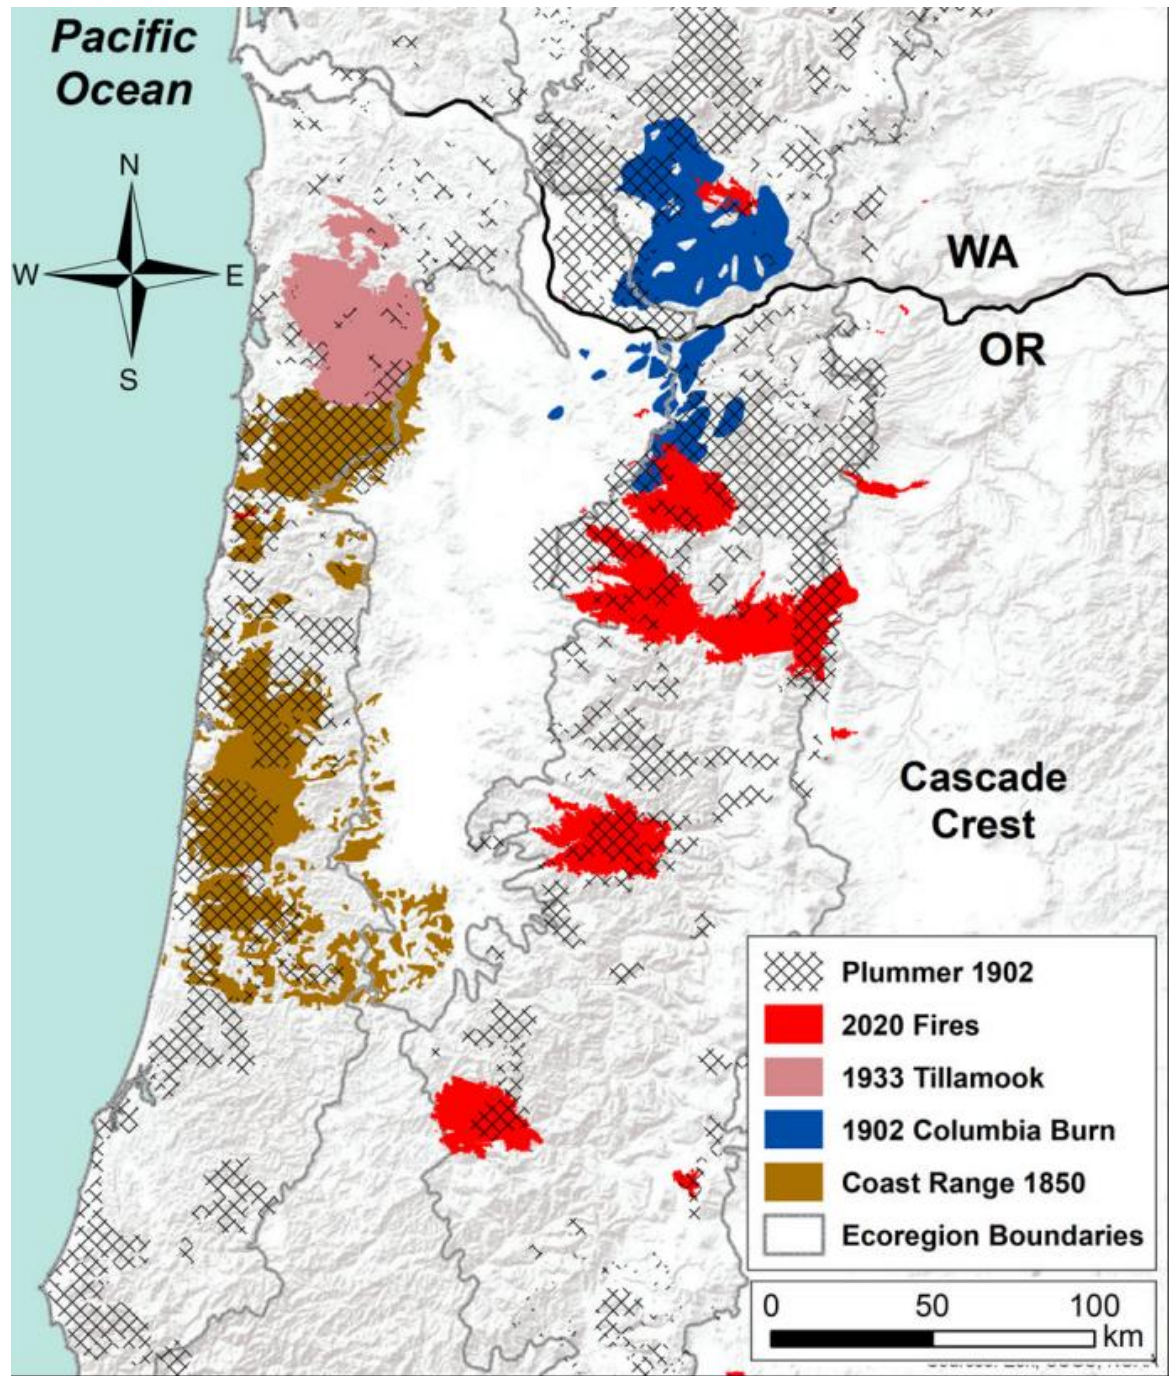 Pacific
Ocean
N
W
E
S
WA
OR
Cascade
Crest
Plummer 1902
2020 Fires
1933 Tillamook
1902 Columbia Burn
Coast Range 1850
Ecoregion Boundaries
0 50 100
km